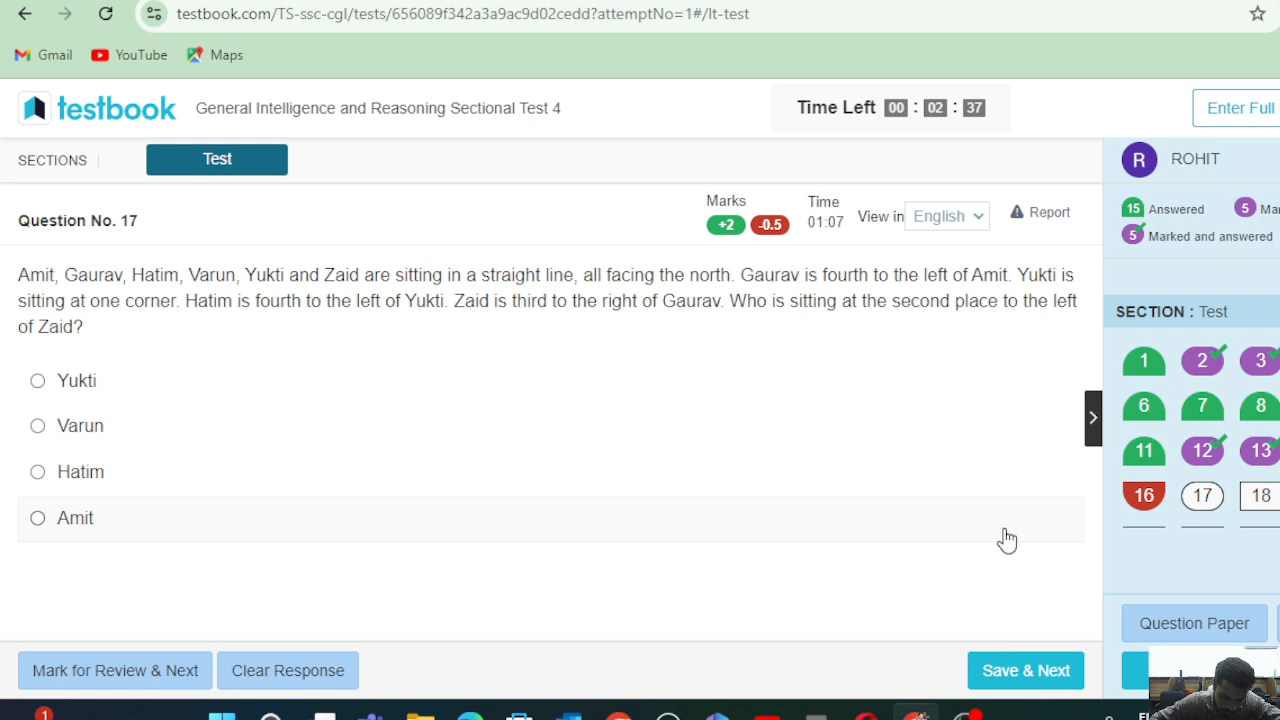 testbook.com/TS-ssc-cgl/tests/656089f342a3a9ac9d02cedd?attemptNo=1#/lt-test
Gmail YouTube Maps
testbook General Intelligence and Reasoning Sectional Test 4 Time Left 00 : 02 : 37 Enter Full
SECTIONS Test R ROHIT
Question No. 17 Marks +2 -0.5 Time 01:07 View in English Report
15 Answered 5 Ma
5 Marked and answered
Amit, Gaurav, Hatim, Varun, Yukti and Zaid are sitting in a straight line, all facing the north. Gaurav is fourth to the left of Amit. Yukti is
sitting at one corner. Hatim is fourth to the left of Yukti. Zaid is third to the right of Gaurav. Who is sitting at the second place to the left
of Zaid?
Yukti
Varun
Hatim
Amit
SECTION : Test
1 2 3
6 7 8
11 12 13
16 17 18
Question Paper
Mark for Review & Next Clear Response Save & Next
1